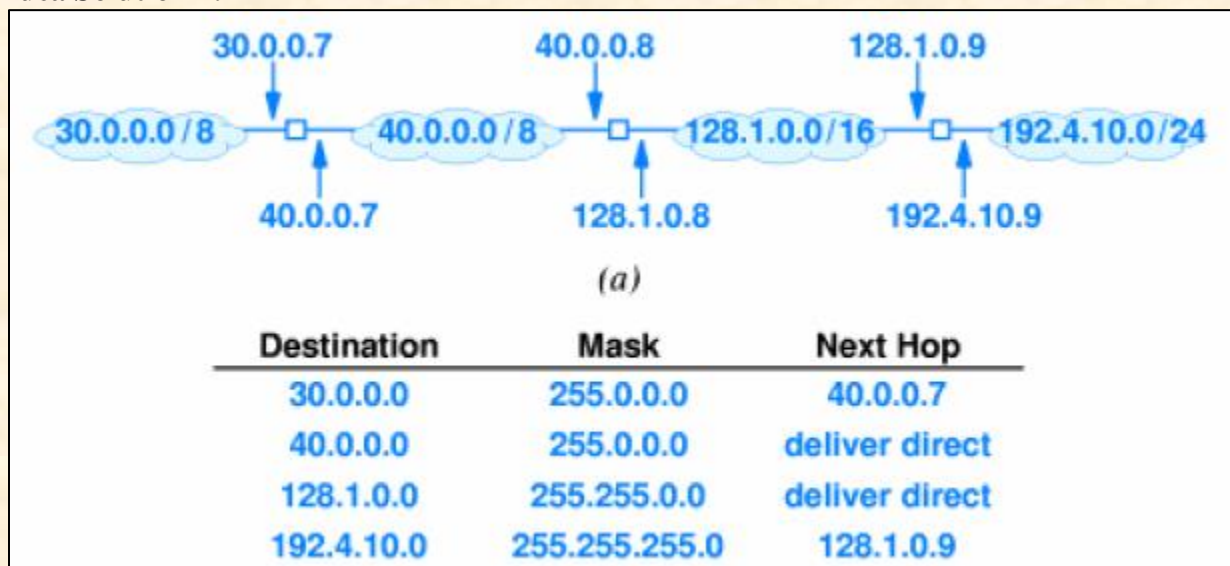 30.0.0.7 40.0.0.8 128.1.0.9
30.0.0.0 / 8 40.0.0.0 / 8 128.1.0.0/16 192.4.10.0/24
40.0.0.7 128.1.0.8 192.4.10.9
(a)
Destination Mask Next Hop
30.0.0.0 255.0.0.0 40.0.0.7
40.0.0.0 255.0.0.0 deliver direct
128.1.0.0 255.255.0.0 deliver direct
192.4.10.0 255.255.255.0 128.1.0.9